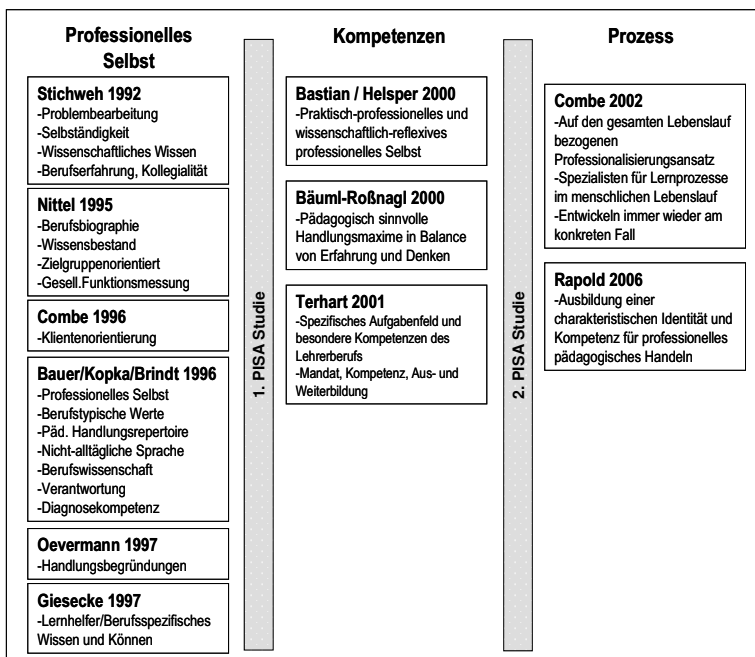 Professionelles
Selbst
Stichweh 1992
-Problembearbeitung
-Selbständigkeit
-Wissenschaftliches Wissen
-Berufserfahrung, Kollegialität
Nittel 1995
-Berufsbiographie
-Wissensbestand
-Zielgruppenorientiert
-Gesell.Funktionsmessung
Combe 1996
-Klientenorientierung
Bauer/Kopka/Brindt 1996
-Professionelles Selbst
-Berufstypische Werte
-Päd. Handlungsrepertoire
-Nicht-alltägliche Sprache
-Berufswissenschaft
-Verantwortung
-Diagnosekompetenz
Oevermann 1997
-Handlungsbegründungen
Giesecke 1997
-Lernhelfer/Berufsspezifisches
Wissen und Können
1. PISA Studie
Kompetenzen
Bastian / Helsper 2000
-Praktisch-professionelles und
wissenschaftlich-reflexives
professionelles Selbst
Bäuml-Roßnagl 2000
-Pädagogisch sinnvolle
Handlungsmaxime in Balance
von Erfahrung und Denken
Terhart 2001
-Spezifisches Aufgabenfeld und
besondere Kompetenzen des
Lehrerberufs
-Mandat, Kompetenz, Aus- und
Weiterbildung
2. PISA Studie
Prozess
Combe 2002
-Auf den gesamten Lebenslauf
bezogenen
Professionalisierungsansatz
-Spezialisten für Lernprozesse
im menschlichen Lebenslauf
-Entwickeln immer wieder am
konkreten Fall
Rapold 2006
-Ausbildung einer
charakteristischen Identität und
Kompetenz für professionelles
pädagogisches Handeln